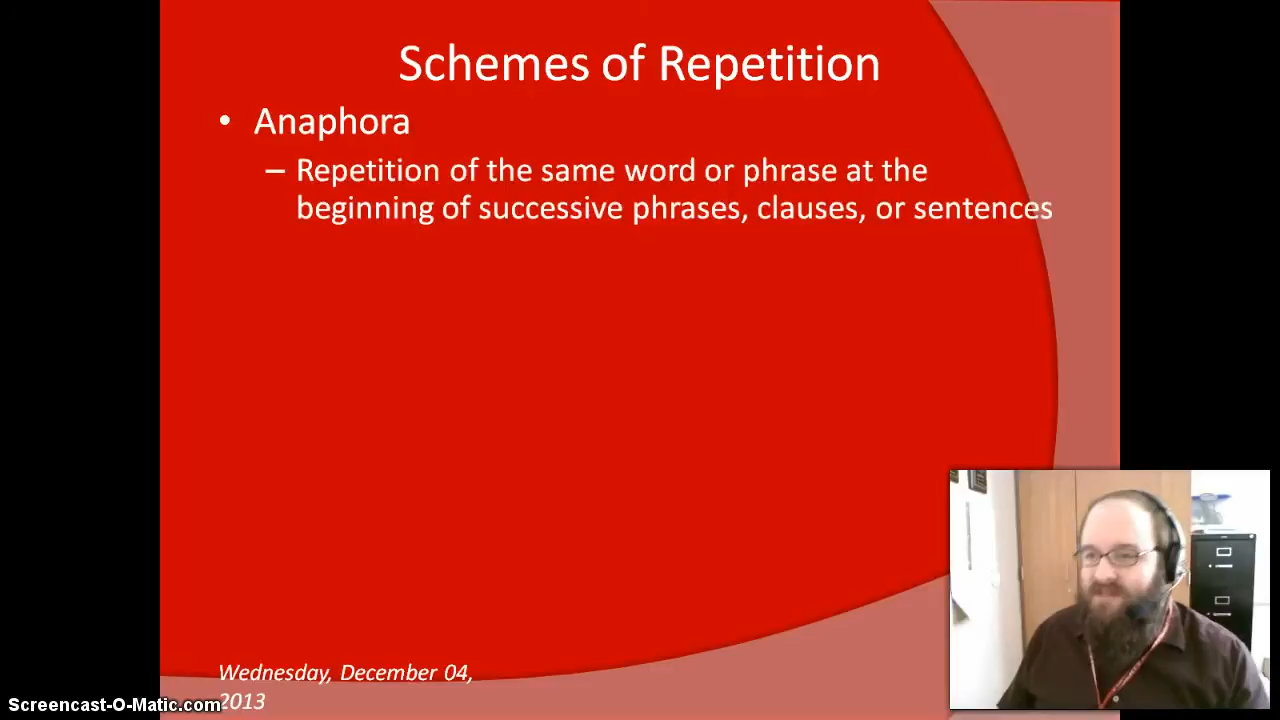 Schemes of Repetition
• Anaphora
– Repetition of the same word or phrase at the
beginning of successive phrases, clauses, or sentences
Wednesday, December 04,
2013
Screencast-O-Matic.com